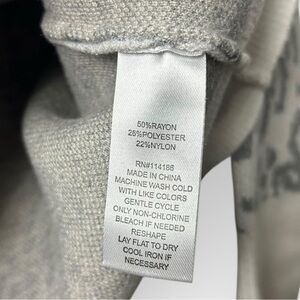 50%RAYON
28%POLYESTER
22%NYLON
RN#114186
MADE IN CHINA
MACHINE WASH COLD
WITH LIKE COLORS
GENTLE CYCLE
ONLY NON-CHLORINE
BLEACH IF NEEDED
RESHAPE
LAY FLAT TO DRY
COOL IRON IF
NECESSARY